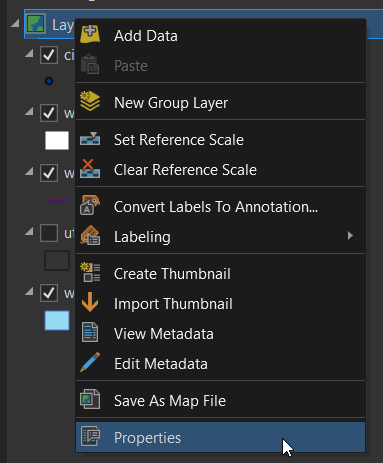 Lay
Add Data
ci
Paste
New Group Layer
w
Set Reference Scale
Clear Reference Scale
w
Convert Labels To Annotation...
ut
Labeling
Create Thumbnail
w
Import Thumbnail
View Metadata
Edit Metadata
Save As Map File
Properties